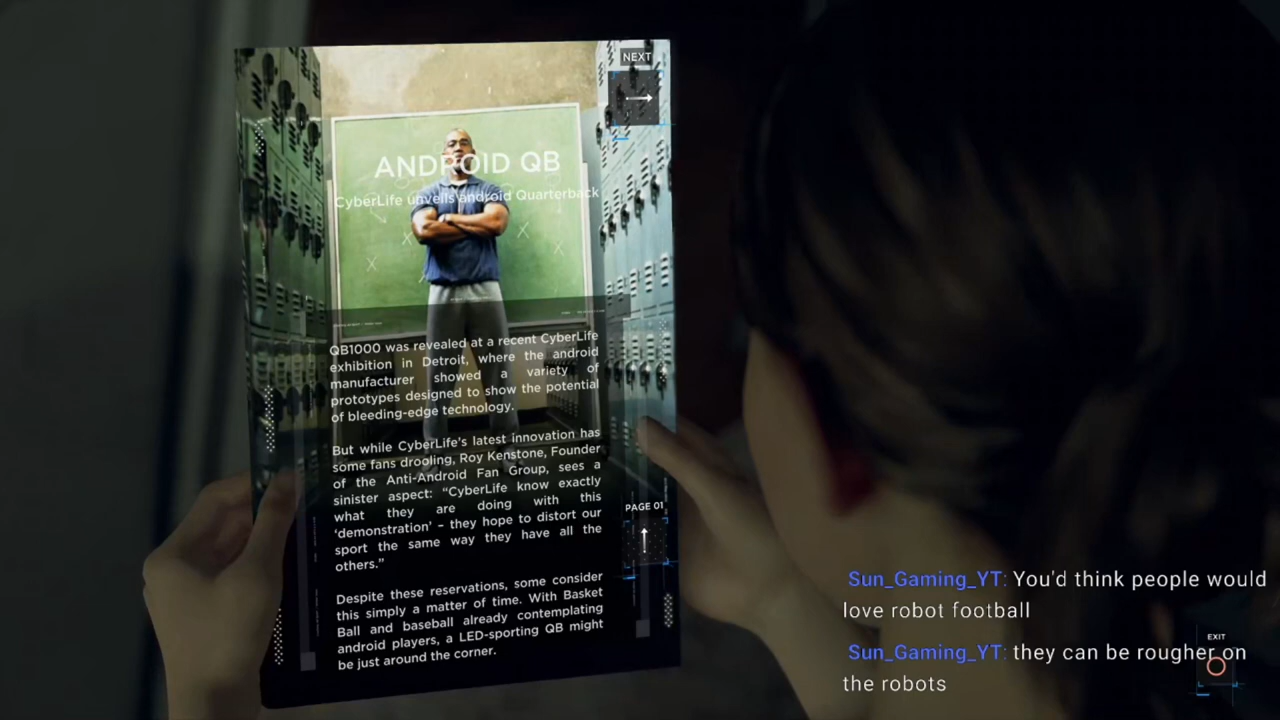 NEXT
ANDROID QB
CyberLife unveils android Quarterback
QB1000 was revealed at a recent CyberLife
exhibition in Detroit, where the android
manufacturer showed a variety of
prototypes designed to show the potential
of bleeding-edge technology.
But while CyberLife's latest innovation has
some fans drooling, Roy Kenstone, Founder
of the Anti-Android Fan Group, sees a
sinister aspect: “CyberLife know exactly
what they are doing with this
‘demonstration’ – they hope to distort our
sport the same way they have all the
others.”
Despite these reservations, some consider
this simply a matter of time. With Basket
Ball and baseball already contemplating
android players, a LED-sporting QB might
be just around the corner.
PAGE 01
Sun_Gaming_YT: You'd think people would
love robot football
Sun_Gaming_YT: they can be rougher on
the robots
EXIT